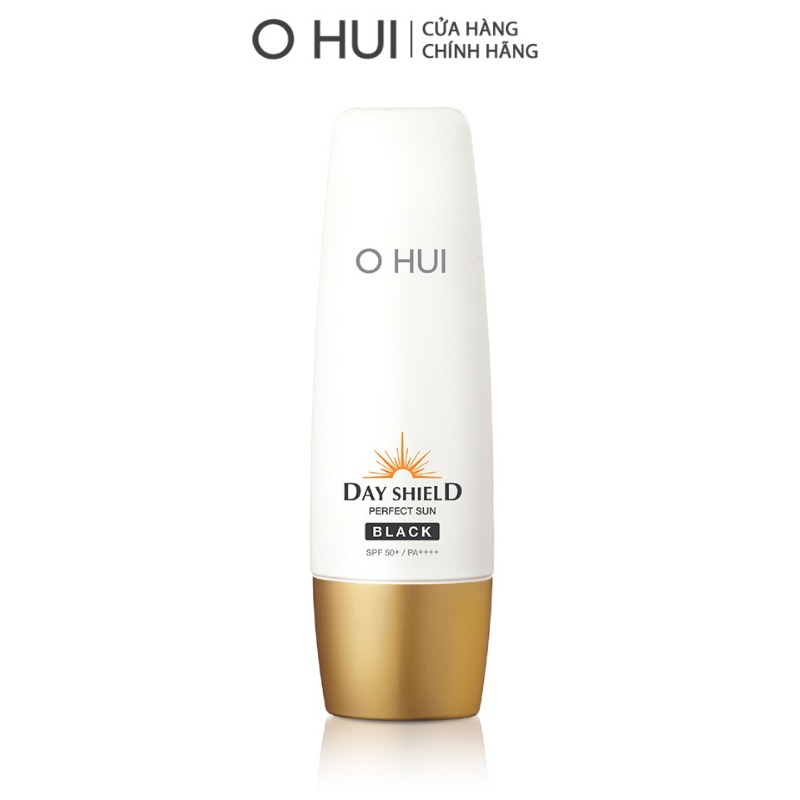 O HUI
CỬA HÀNG
CHÍNH HÃNG
O HUI
DAY SHIELD
PERFECT SUN
BLACK
SPF 50+ / PA++++